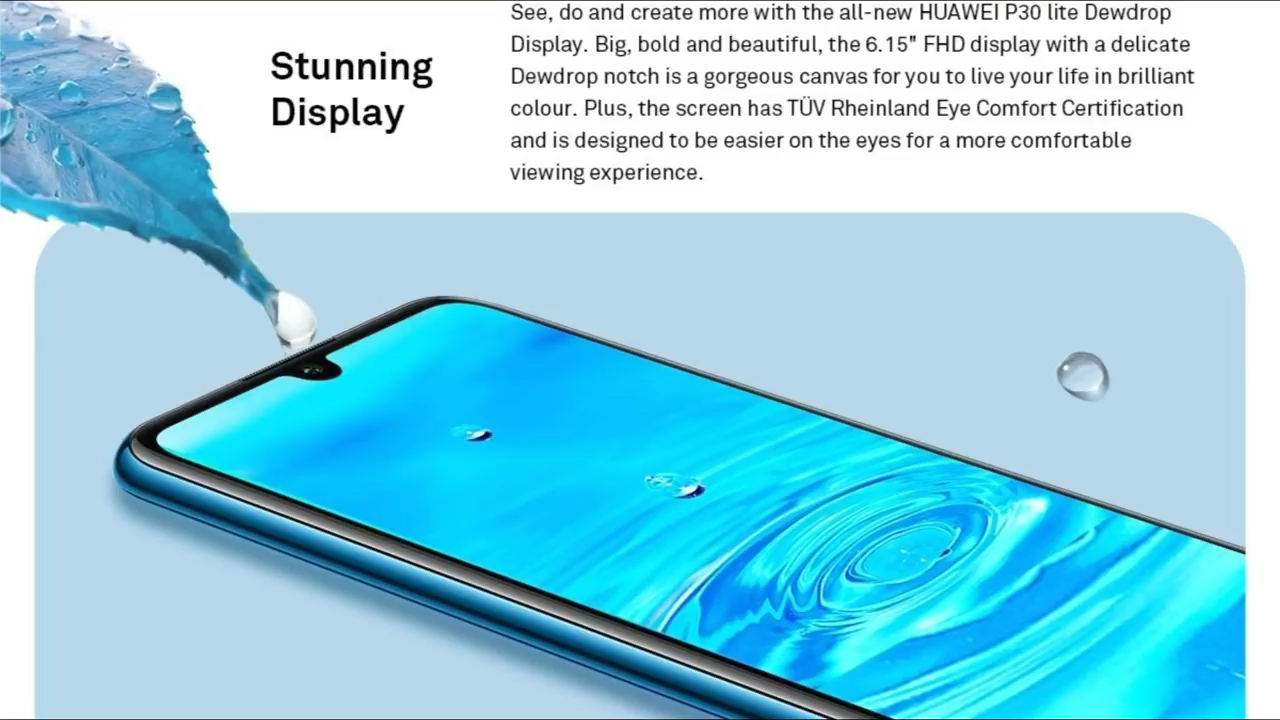 Stunning
Display
See, do and create more with the all-new HUAWEI P30 lite Dewdrop
Display. Big, bold and beautiful, the 6.15" FHD display with a delicate
Dewdrop notch is a gorgeous canvas for you to live your life in brilliant
colour. Plus, the screen has TÜV Rheinland Eye Comfort Certification
and is designed to be easier on the eyes for a more comfortable
viewing experience.